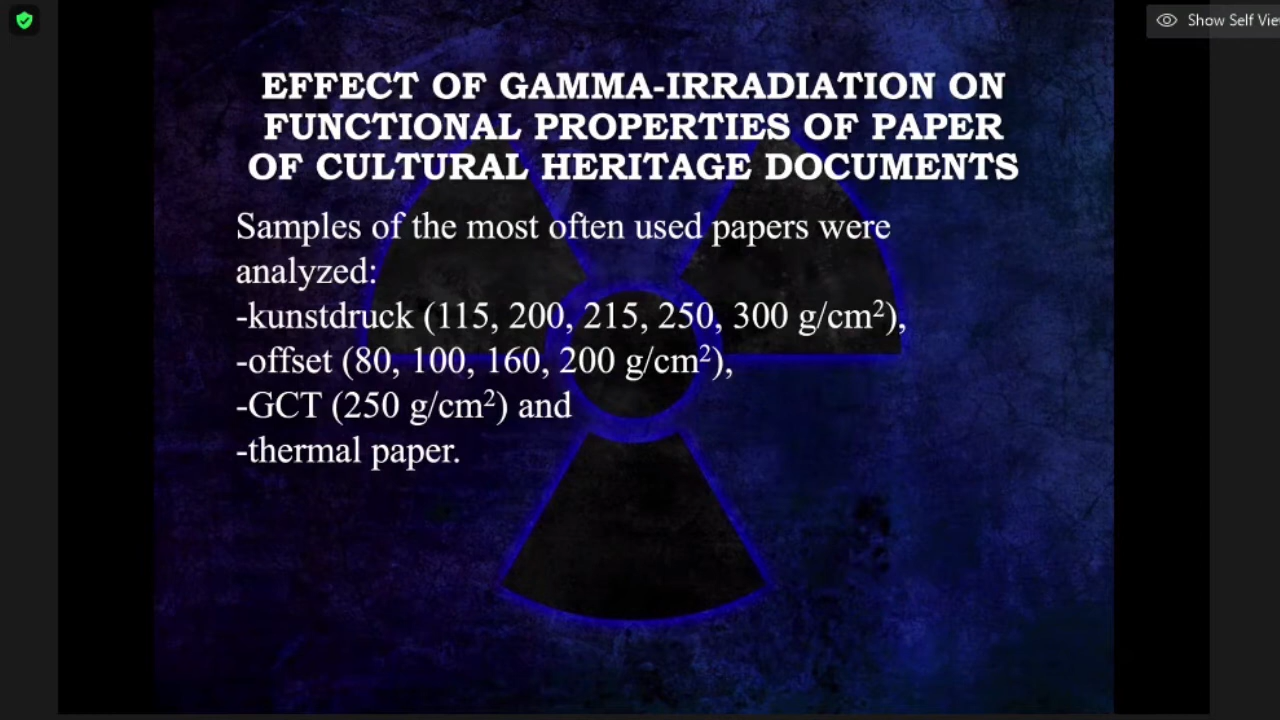 Show Self Vie
EFFECT OF GAMMA-IRRADIATION ON
FUNCTIONAL PROPERTIES OF PAPER
OF CULTURAL HERITAGE DOCUMENTS
Samples of the most often used papers were
analyzed:
-kunstdruck (115, 200, 215, 250, 300 g/cm²),
-offset (80, 100, 160, 200 g/cm²),
-GCT (250 g/cm²) and
-thermal paper.